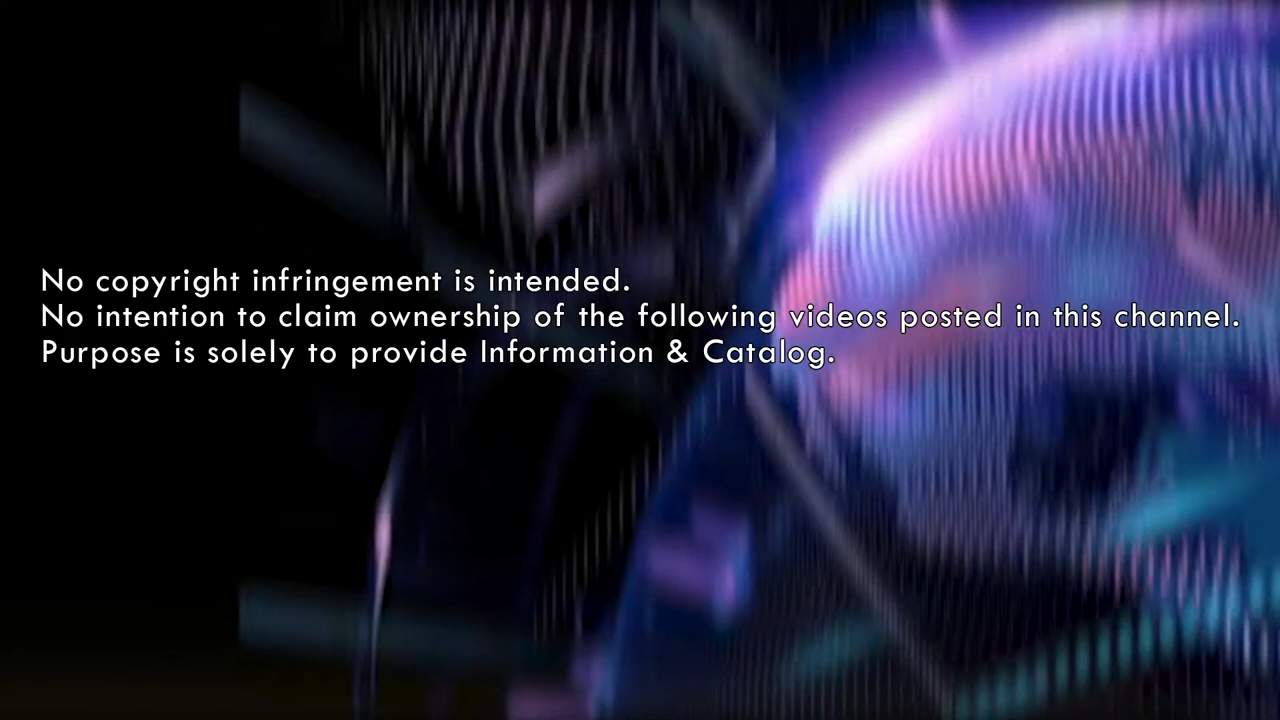 No copyright infringement is intended.
No intention to claim ownership of the following videos posted in this channel.
Purpose is solely to provide Information & Catalog.